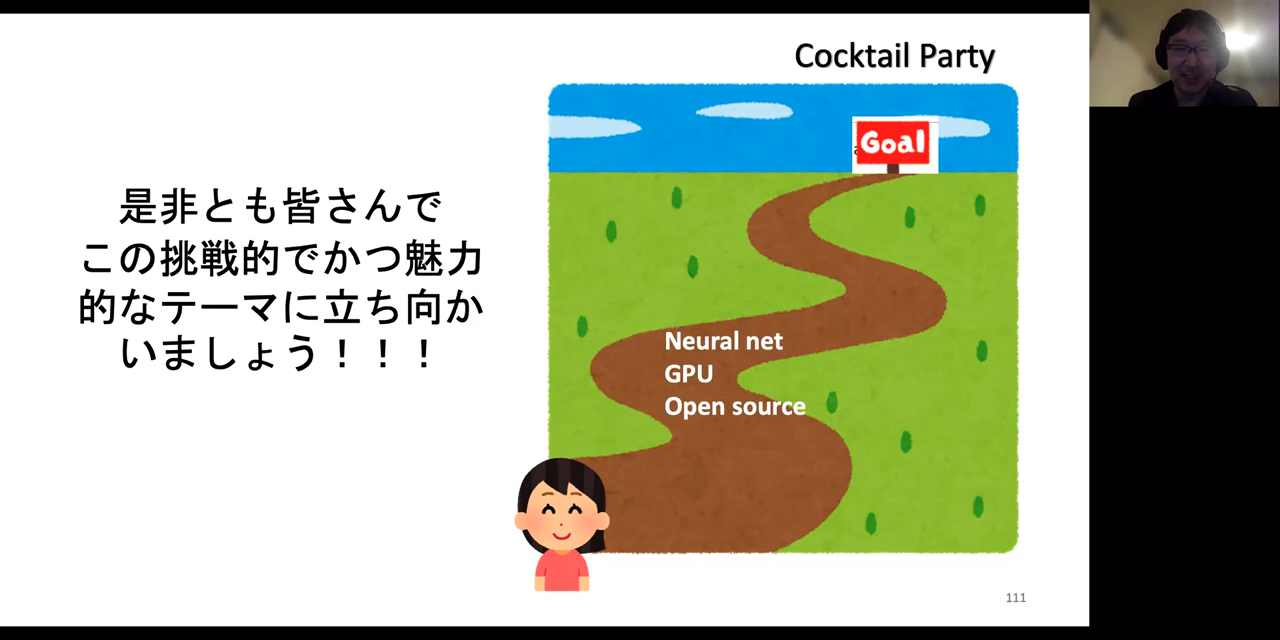 Cocktail Party
Goal
是非とも皆さんで
この挑戦的でかつ魅力
的なテーマに立ち向か
いましょう！！！
Neural net
GPU
Open source
111